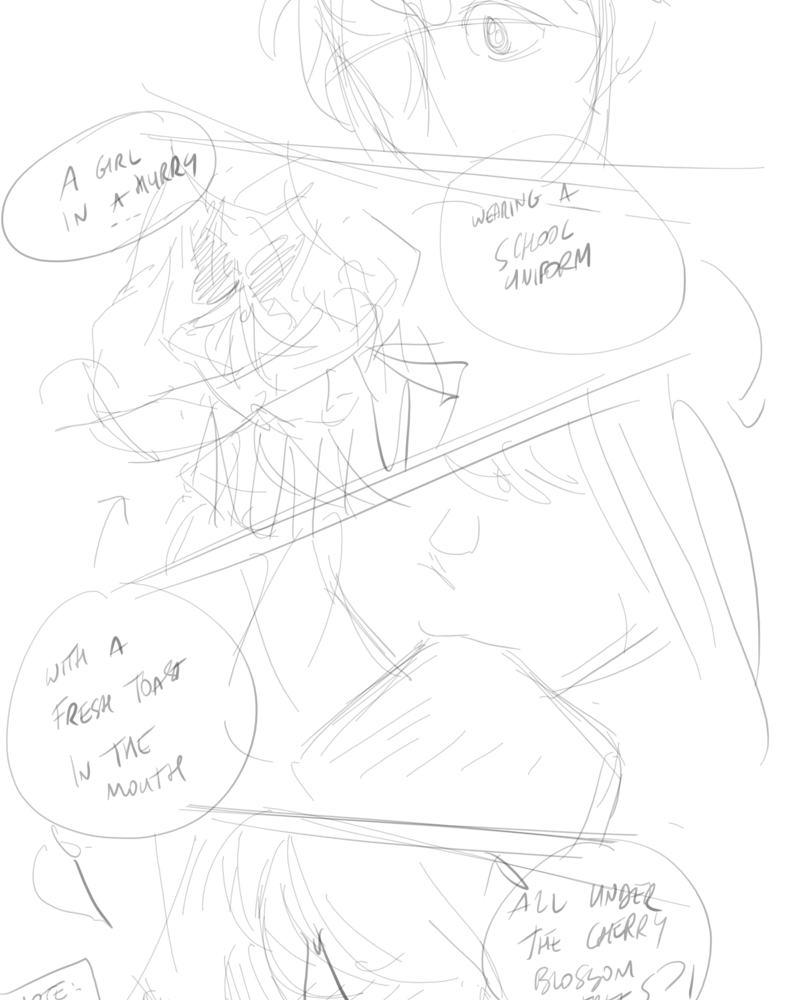 A GIRL
IN A HURRY
WEARING A
SCHOOL
UNIFORM
WITH A
FRESH TOAST
IN THE
MOUTH
ALL UNDER
THE CHERRY
BLOSSOM